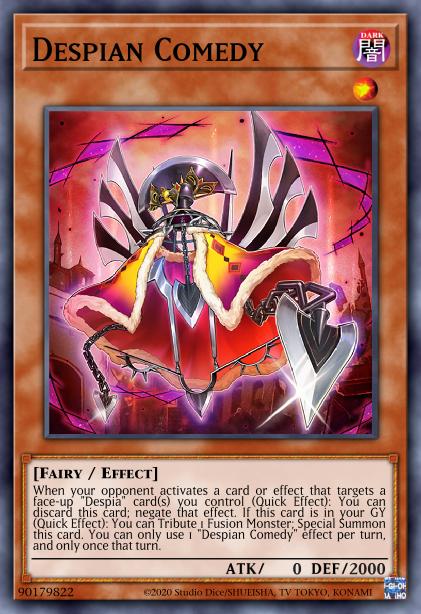 Despian Comedy
DARK
闇
[Fairy / Effect]
When your opponent activates a card or effect that targets a
face-up "Despia" card(s) you control (Quick Effect): You can
discard this card; negate that effect. If this card is in your GY
(Quick Effect): You can Tribute 1 Fusion Monster; Special Summon
this card. You can only use 1 "Despian Comedy" effect per turn,
and only once that turn.
ATK/ 0 DEF/2000
90179822 ©2020 Studio Dice/SHUEISHA, TV TOKYO, KONAMI